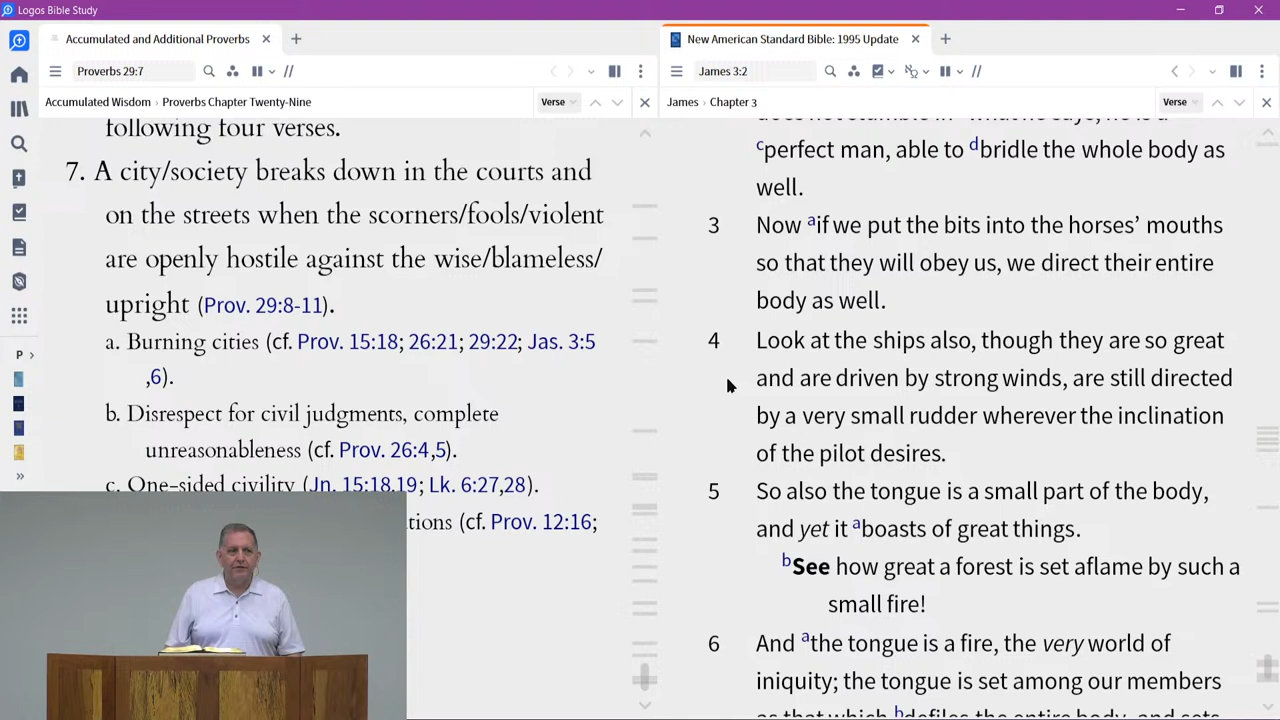 Logos Bible Study
Accumulated and Additional Proverbs
Proverbs 29:7
Accumulated Wisdom › Proverbs Chapter Twenty-Nine
Verse
following four verses.
7. A city/society breaks down in the courts and
on the streets when the scorners/fools/violent
are openly hostile against the wise/blameless/
upright (Prov. 29:8-11).
a. Burning cities (cf. Prov. 15:18; 26:21; 29:22; Jas. 3:5
,6).
b. Disrespect for civil judgments, complete
unreasonableness (cf. Prov. 26:4,5).
c. One-sided civility (Jn. 15:18,19; Lk. 6:27,28).
tions (cf. Prov. 12:16;
P
New American Standard Bible: 1995 Update
James 3:2
James › Chapter 3
Verse
cperfect man, able to dbridle the whole body as
well.
3 Now aif we put the bits into the horses’ mouths
so that they will obey us, we direct their entire
body as well.
4 Look at the ships also, though they are so great
and are driven by strong winds, are still directed
by a very small rudder wherever the inclination
of the pilot desires.
5 So also the tongue is a small part of the body,
and yet it aboasts of great things.
bSee how great a forest is set aflame by such a
small fire!
6 And athe tongue is a fire, the very world of
iniquity; the tongue is set among our members